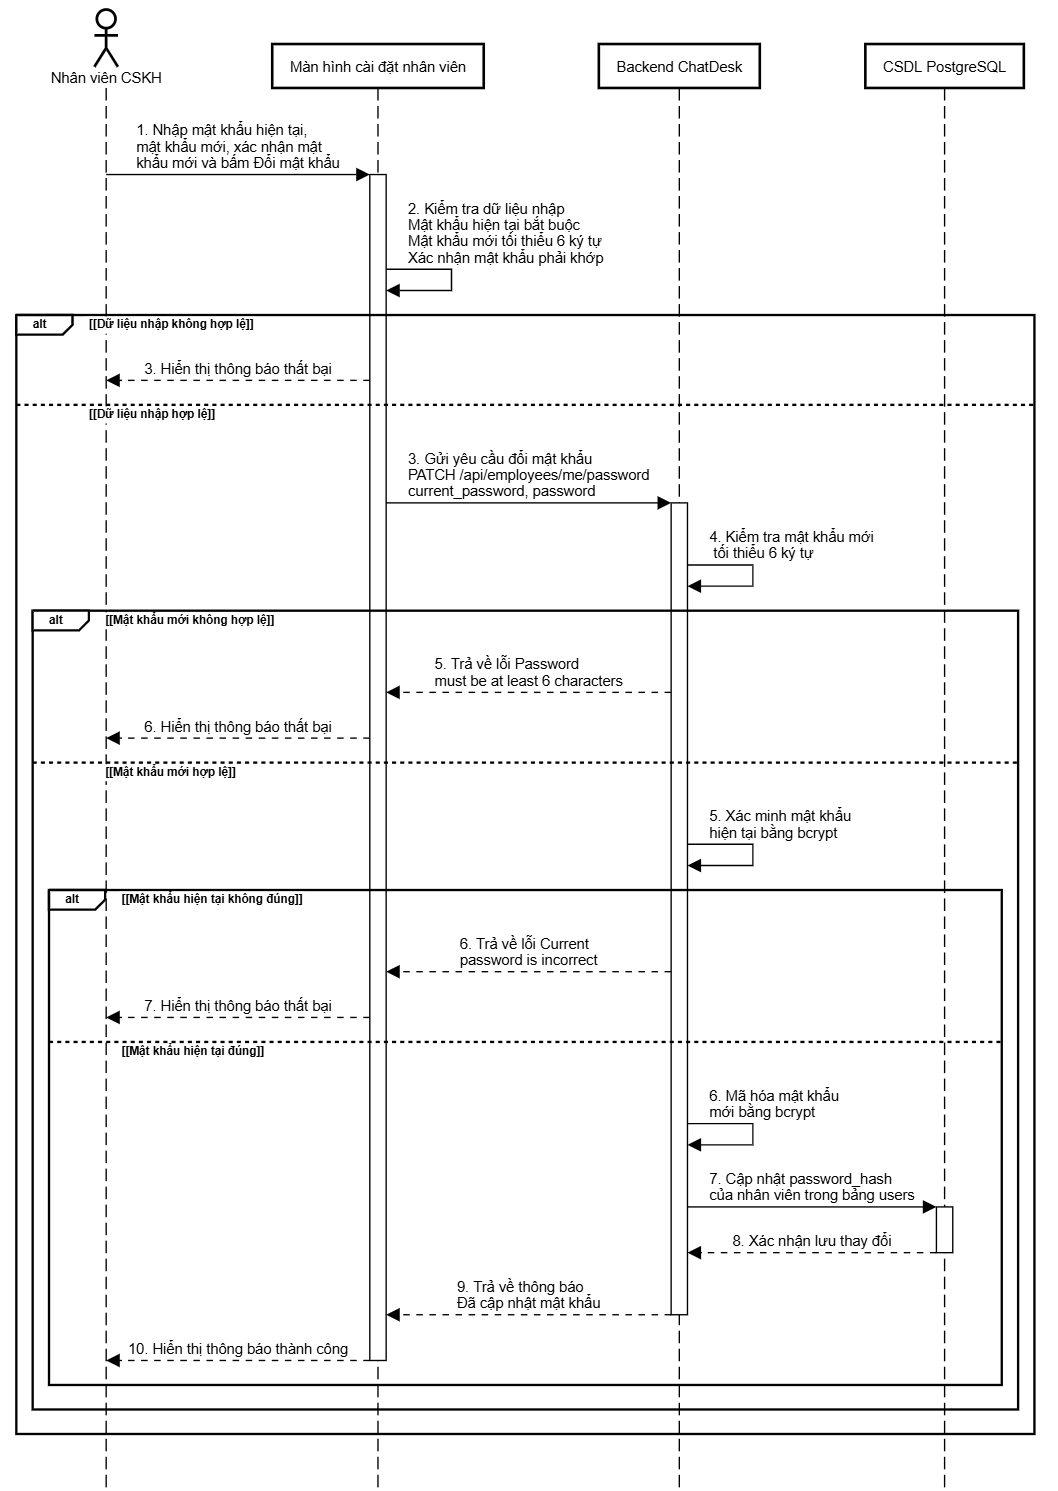 Nhân viên CSKH
Màn hình cài đặt nhân viên
Backend ChatDesk
CSDL PostgreSQL
1. Nhập mật khẩu hiện tại,
mật khẩu mới, xác nhận mật
khẩu mới và bấm Đổi mật khẩu
2. Kiểm tra dữ liệu nhập
Mật khẩu hiện tại bắt buộc
Mật khẩu mới tối thiểu 6 ký tự
Xác nhận mật khẩu phải khớp
alt
[[Dữ liệu nhập không hợp lệ]]
3. Hiển thị thông báo thất bại
[[Dữ liệu nhập hợp lệ]]
3. Gửi yêu cầu đổi mật khẩu
PATCH /api/employees/me/password
current_password, password
4. Kiểm tra mật khẩu mới
tối thiểu 6 ký tự
alt
[[Mật khẩu mới không hợp lệ]]
5. Trả về lỗi Password
must be at least 6 characters
6. Hiển thị thông báo thất bại
[[Mật khẩu mới hợp lệ]]
5. Xác minh mật khẩu
hiện tại bằng bcrypt
alt
[[Mật khẩu hiện tại không đúng]]
6. Trả về lỗi Current
password is incorrect
7. Hiển thị thông báo thất bại
[[Mật khẩu hiện tại đúng]]
6. Mã hóa mật khẩu
mới bằng bcrypt
7. Cập nhật password_hash
của nhân viên trong bảng users
8. Xác nhận lưu thay đổi
9. Trả về thông báo
Đã cập nhật mật khẩu
10. Hiển thị thông báo thành công